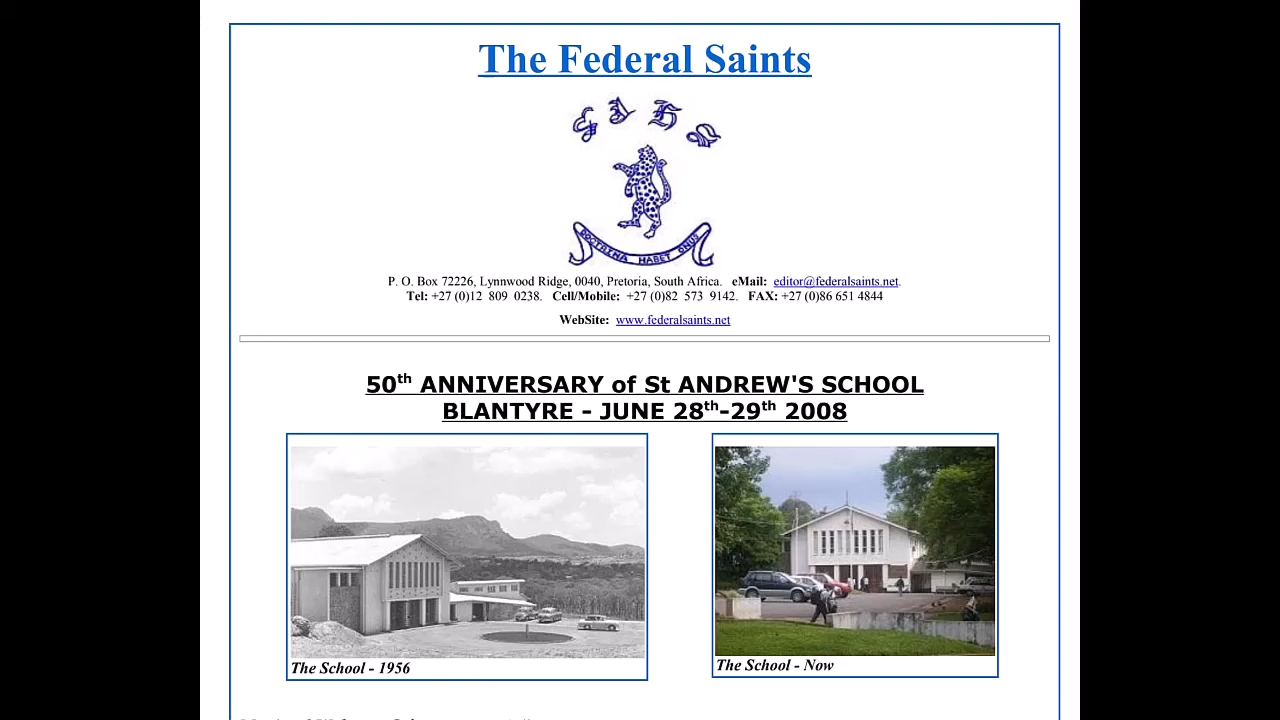 The Federal Saints
S A H S
DOCTRINA HABET ONUS
P. O. Box 72226, Lynnwood Ridge, 0040, Pretoria, South Africa. eMail: editor@federalsaints.net.
Tel: +27 (0)12 809 0238. Cell/Mobile: +27 (0)82 573 9142. FAX: +27 (0)86 651 4844
WebSite: www.federalsaints.net
50th ANNIVERSARY of St ANDREW'S SCHOOL
BLANTYRE - JUNE 28th-29th 2008
The School - 1956
The School - Now